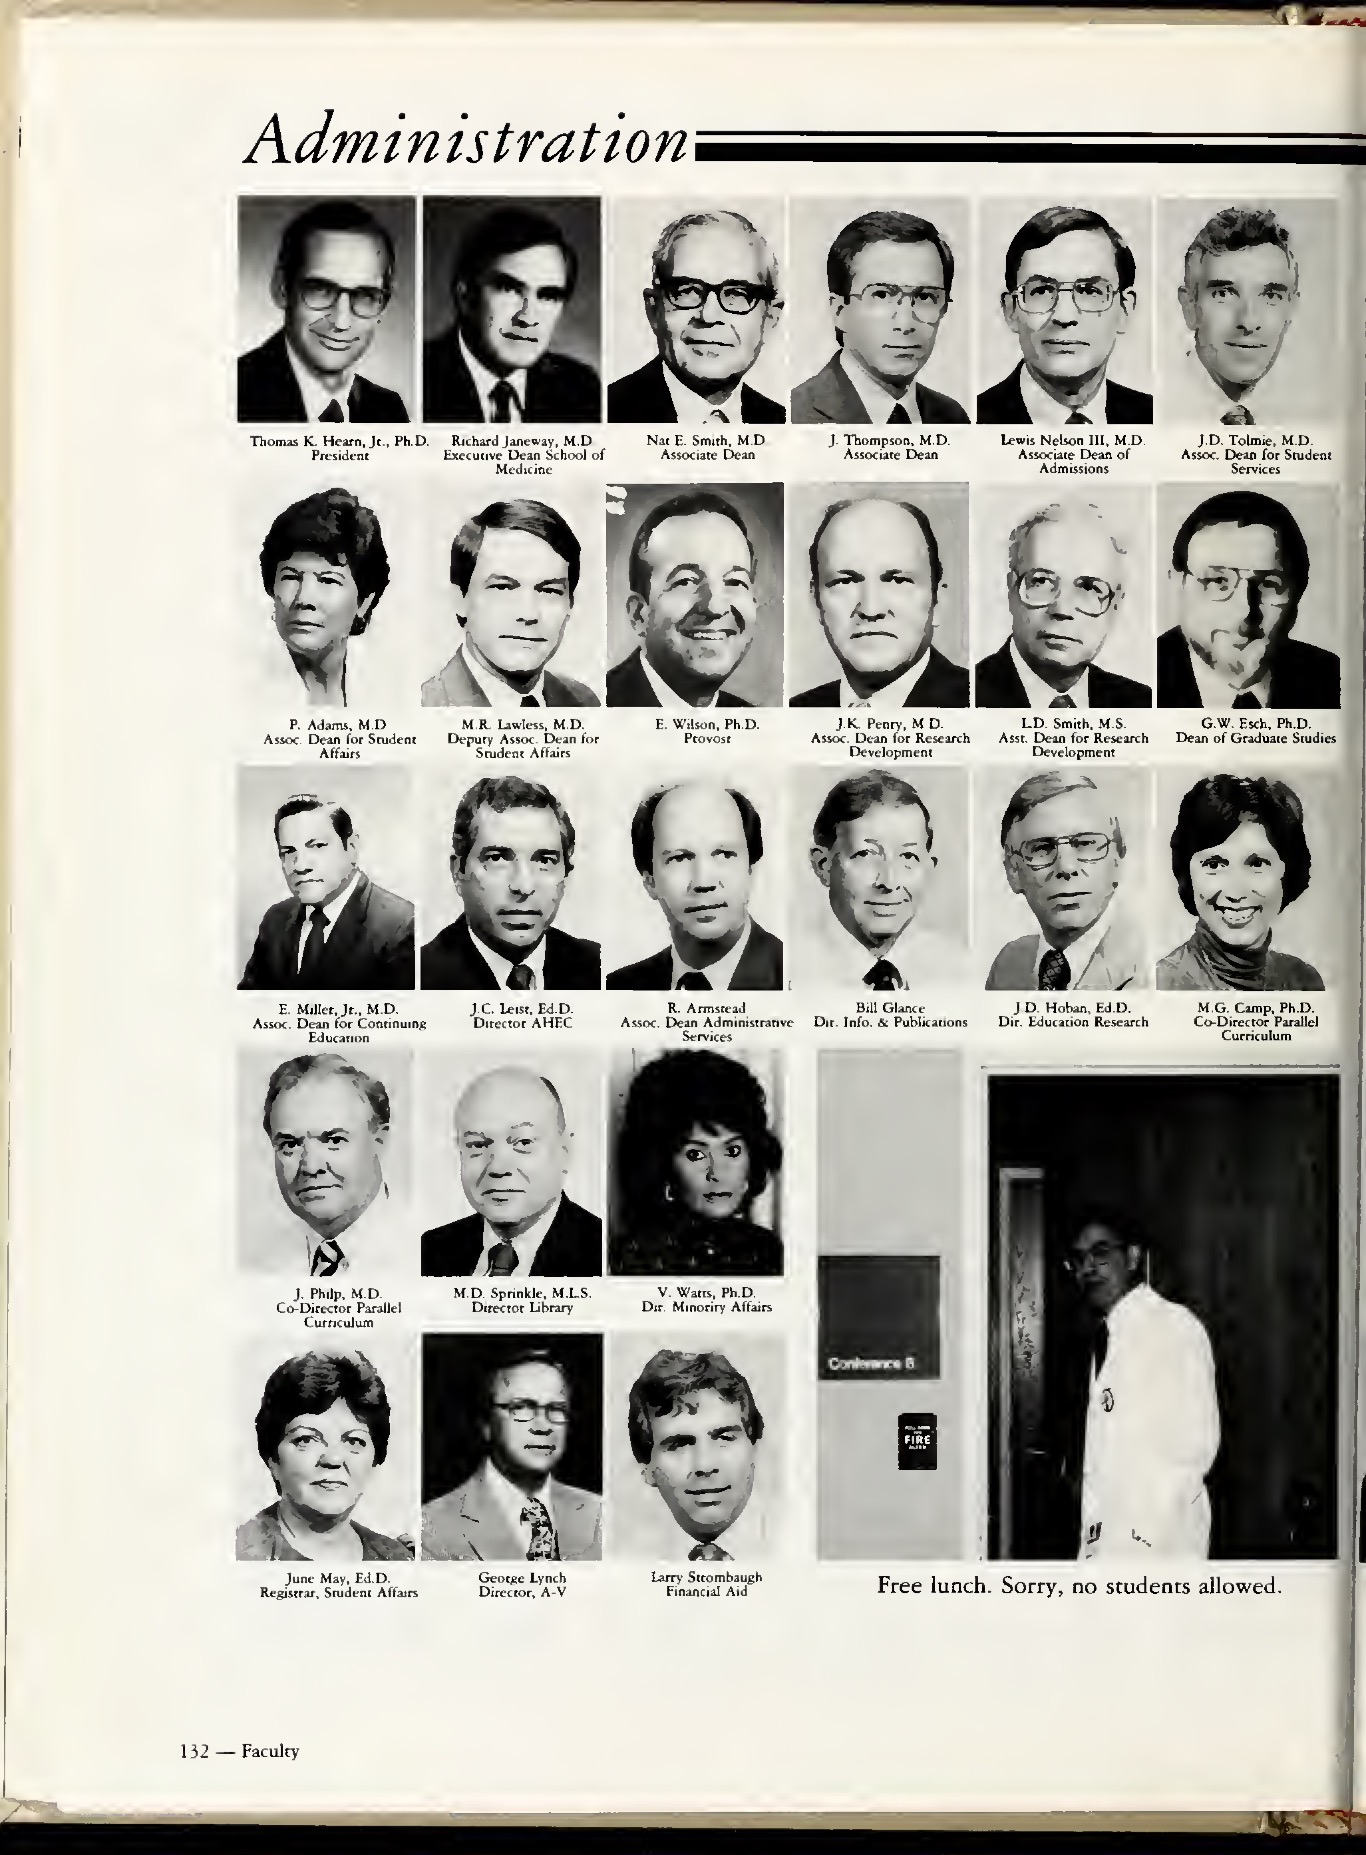 Administration
Thomas K. Hearn, Jr., Ph.D.
President
Richard Janeway, M.D
Executive Dean School of
Medicine
Nat E. Smith, M.D
Associate Dean
J. Thompson, M.D.
Associate Dean
Lewis Nelson III, M.D.
Associate Dean of
Admissions
J.D. Tolmie, M.D.
Assoc. Dean for Student
Services
P. Adams, M.D
Assoc. Dean for Student
Affairs
M.R. Lawless, M.D.
Deputy Assoc. Dean for
Student Affairs
E. Wilson, Ph.D.
Provost
J.K. Penry, M D.
Assoc. Dean for Research
Development
L.D. Smith, M.S.
Asst. Dean for Research
Development
G.W. Esch, Ph.D.
Dean of Graduate Studies
E. Miller, Jr., M.D.
Assoc. Dean for Continuing
Education
J.C. Leist, Ed.D.
Director AHEC
R. Armstead
Assoc. Dean Administrative
Services
Bill Glance
Dir. Info. & Publications
J D. Hoban, Ed.D.
Dir. Education Research
M.G. Camp, Ph.D.
Co-Director Parallel
Curriculum
J. Philp, M.D.
Co-Director Parallel
Curriculum
M.D. Sprinkle, M.L.S.
Director Library
V. Watts, Ph.D.
Dir. Minority Affairs
Conference 8
FIRE
June May, Ed.D.
Registrar, Student Affairs
George Lynch
Director, A-V
Larry Strombaugh
Financial Aid
Free lunch. Sorry, no students allowed.
132 — Faculty